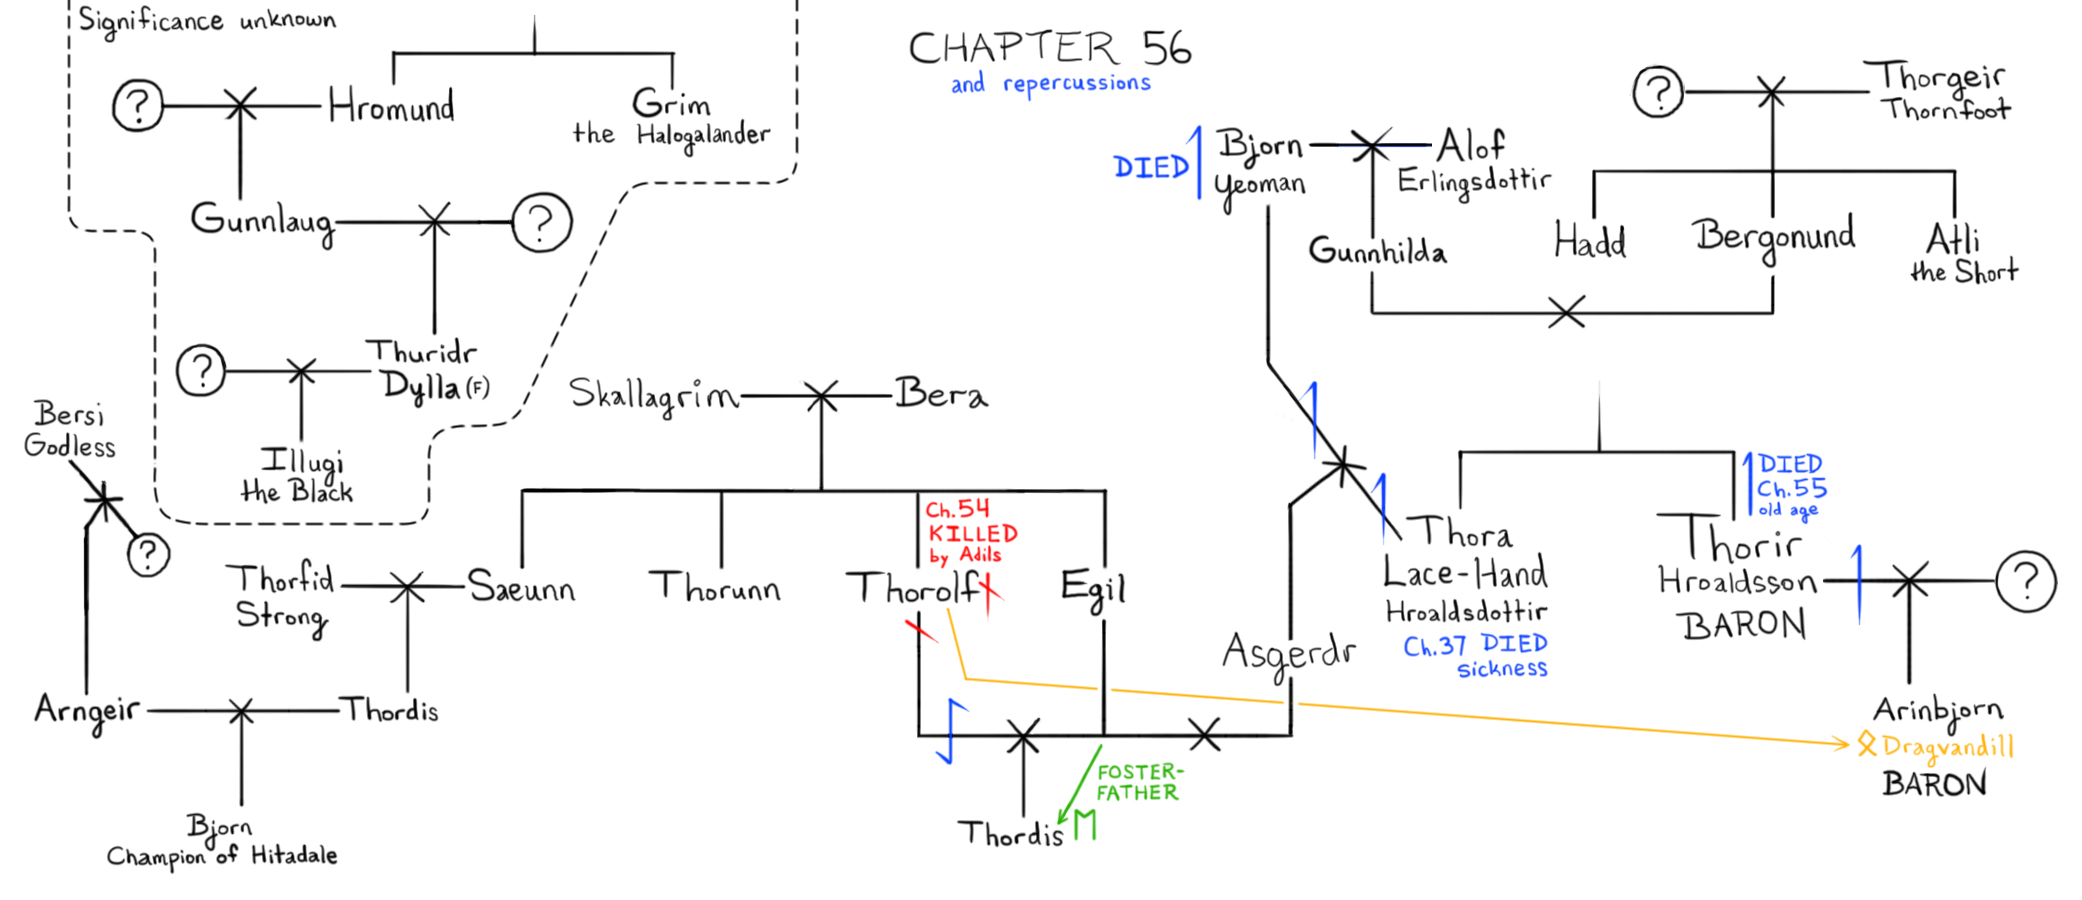 Significance unknown
CHAPTER 56
and repercussions
?
Hromund
Grim
the Halogalander
?
Thorgeir
Thornfoot
DIED
Bjorn
Yeoman
Alof
Erlingsdottir
Gunnlaug
?
Gunnhilda
Hadd
Bergonund
Atli
the Short
?
Thuridr
Dylla (F)
Skallagrim
Bera
Bersi
Godless
Illugi
the Black
?
Ch.54
KILLED
by Adils
DIED
Ch.55
old age
Thorfid
Strong
Saeunn
Thorunn
Thorolf
Egil
Thora
Lace-Hand
Hroaldsdottir
Ch.37 DIED
sickness
Thorir
Hroaldsson
BARON
?
Asgerdr
Arngeir
Thordis
Arinbjorn
Dragvandill
BARON
FOSTER-
FATHER
Thordis
Bjorn
Champion of Hitadale